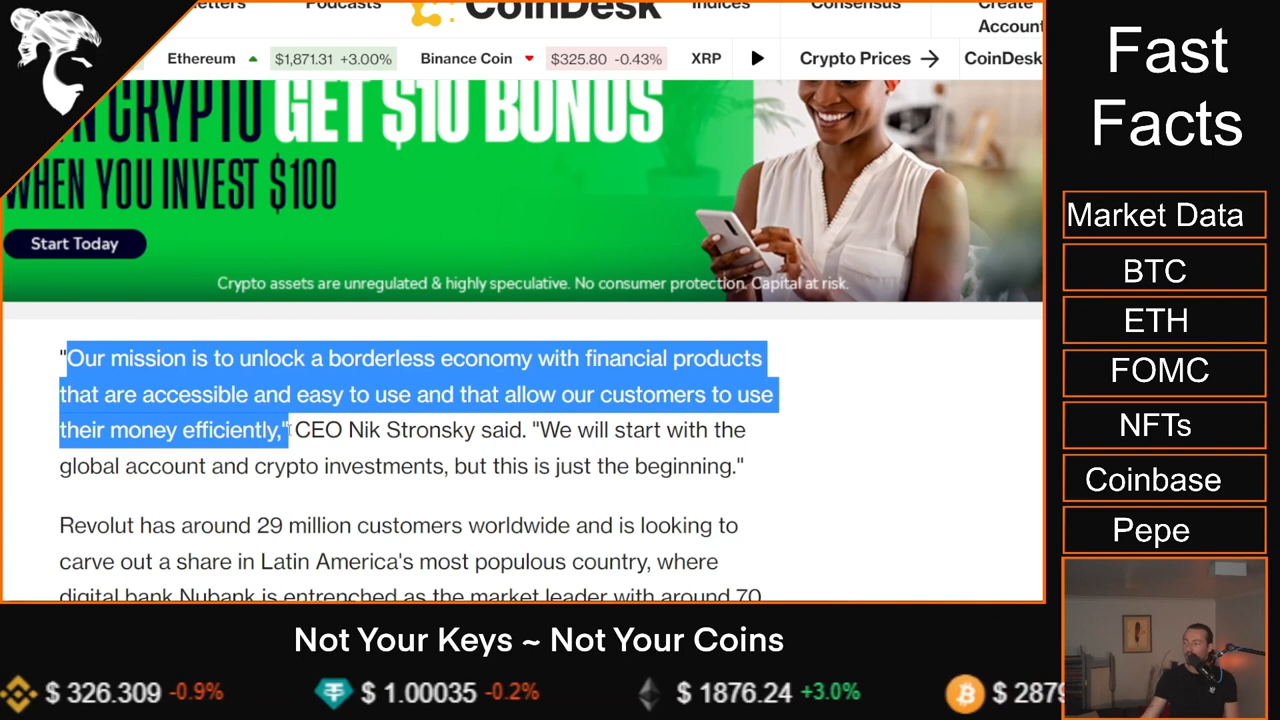 Letters Podcasts CoinDesk Indices Consensus Create
Account
Ethereum $1,871.31 +3.00% Binance Coin $325.80 -0.43% XRP Crypto Prices CoinDesk
CRYPTO GET $10 BONUS
WHEN YOU INVEST $100
Start Today
Crypto assets are unregulated & highly speculative. No consumer protection. Capital at risk.
"Our mission is to unlock a borderless economy with financial products
that are accessible and easy to use and that allow our customers to use
their money efficiently," CEO Nik Stronsky said. "We will start with the
global account and crypto investments, but this is just the beginning."
Revolut has around 29 million customers worldwide and is looking to
carve out a share in Latin America's most populous country, where
digital bank Nubank is entrenched as the market leader with around 70
Fast
Facts
Market Data
BTC
ETH
FOMC
NFTs
Coinbase
Pepe
Not Your Keys ~ Not Your Coins
$ 326.309 -0.9% $ 1.00035 -0.2% $ 1876.24 +3.0% $ 2879